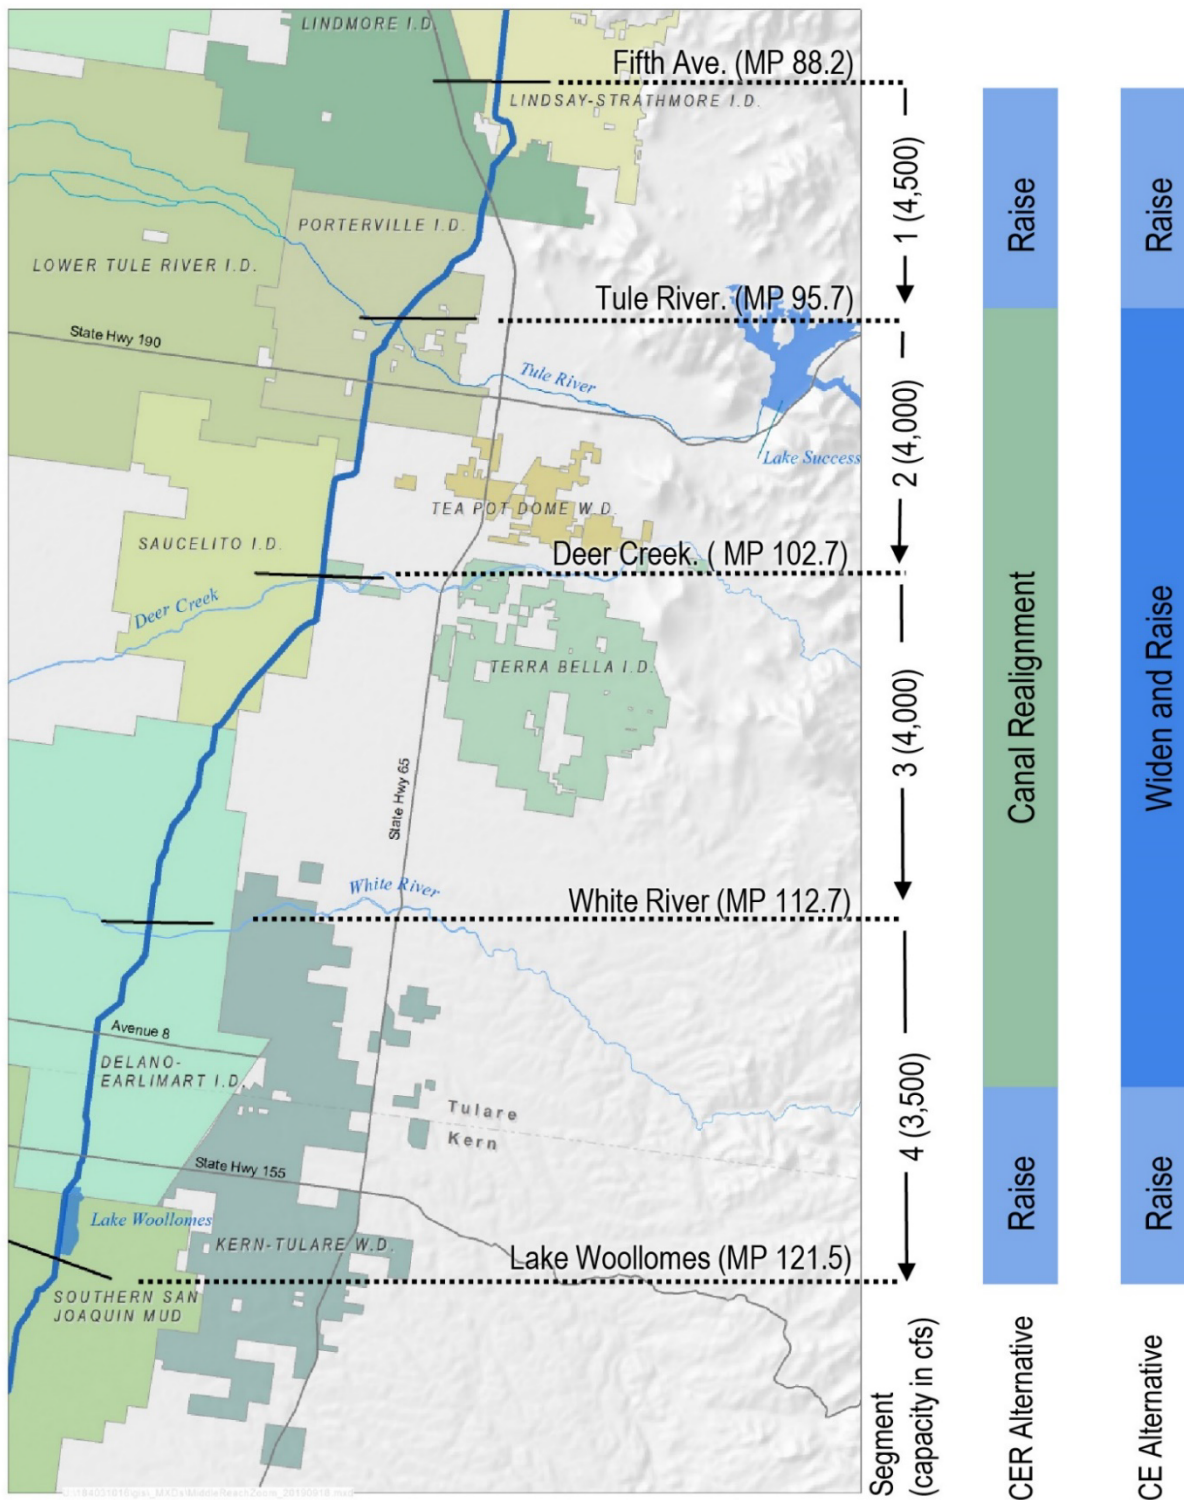 LINDMORE I.D.
Fifth Ave. (MP 88.2)
LINDSAY-STRATHMORE I.D.
1 (4,500)
Raise
Raise
PORTERVILLE I.D.
LOWER TULE RIVER I.D.
Tule River. (MP 95.7)
State Hwy 190
Tule River
Lake Success
2 (4,000)
TEA POT DOME W.D.
SAUCELITO I.D.
Deer Creek. ( MP 102.7)
Deer Creek
TERRA BELLA I.D.
3 (4,000)
Canal Realignment
Widen and Raise
State Hwy 65
White River
White River (MP 112.7)
Avenue 8
DELANO-
EARLIMART I.D.
Tulare
Kern
4 (3,500)
State Hwy 155
Raise
Raise
Lake Woollomes
KERN-TULARE W.D.
Lake Woollomes (MP 121.5)
SOUTHERN SAN
JOAQUIN MUD
Segment
(capacity in cfs)
CER Alternative
CE Alternative